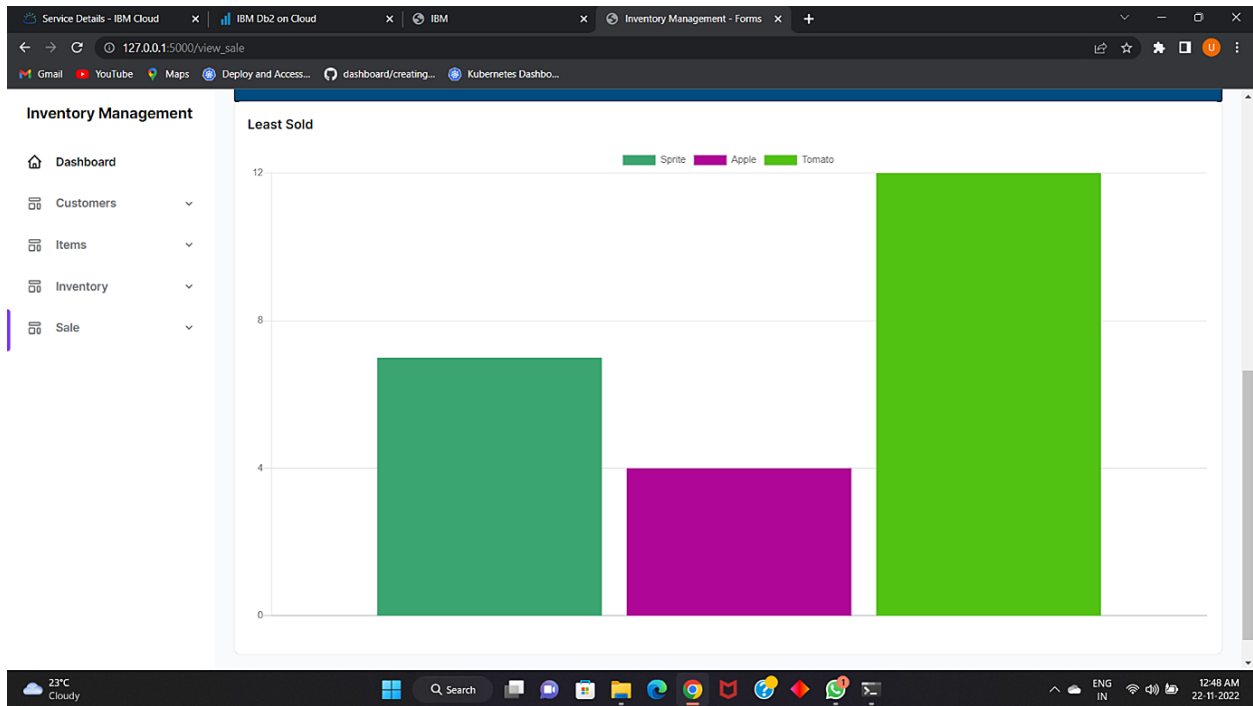 Service Details - IBM Cloud
IBM Db2 on Cloud
IBM
Inventory Management - Forms
127.0.0.1:5000/view_sale
U
Gmail
YouTube
Maps
Deploy and Access...
dashboard/creating...
Kubernetes Dashbo...
Inventory Management
Dashboard
Customers
Items
Inventory
Sale
Least Sold
Sprite
Apple
Tomato
12
8
4
0
23°C
Cloudy
Search
1
ENG
IN
12:48 AM
22-11-2022